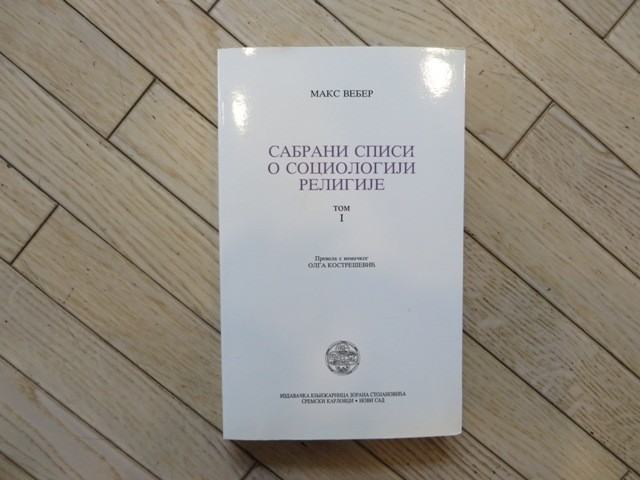 МАКС ВЕБЕР
САБРАНИ СПИСИ
О СОЦИОЛОГИЈИ
РЕЛИГИЈЕ
ТОМ
I
Превела с немачког
ОЛГА КОСТРЕШЕВИЋ
ИЗДАВАЧКА КЊИЖАРНИЦА ЗОРАНА СТОЈАНОВИЋА
СРЕМСКИ КАРЛОВЦИ • НОВИ САД